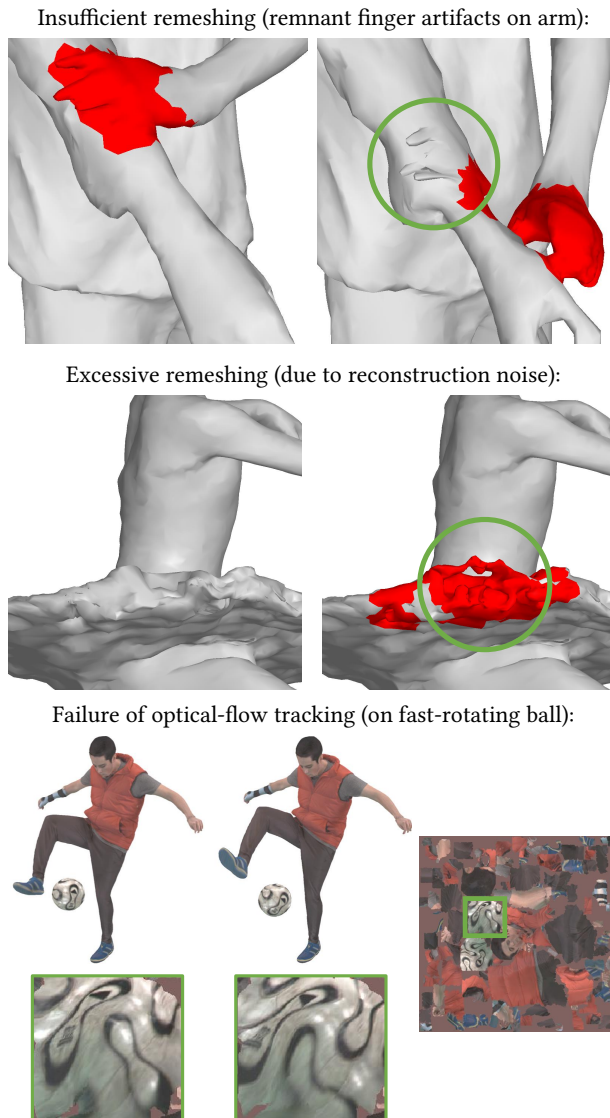 Insufficient remeshing (remnant finger artifacts on arm):
Excessive remeshing (due to reconstruction noise):
Failure of optical-flow tracking (on fast-rotating ball):